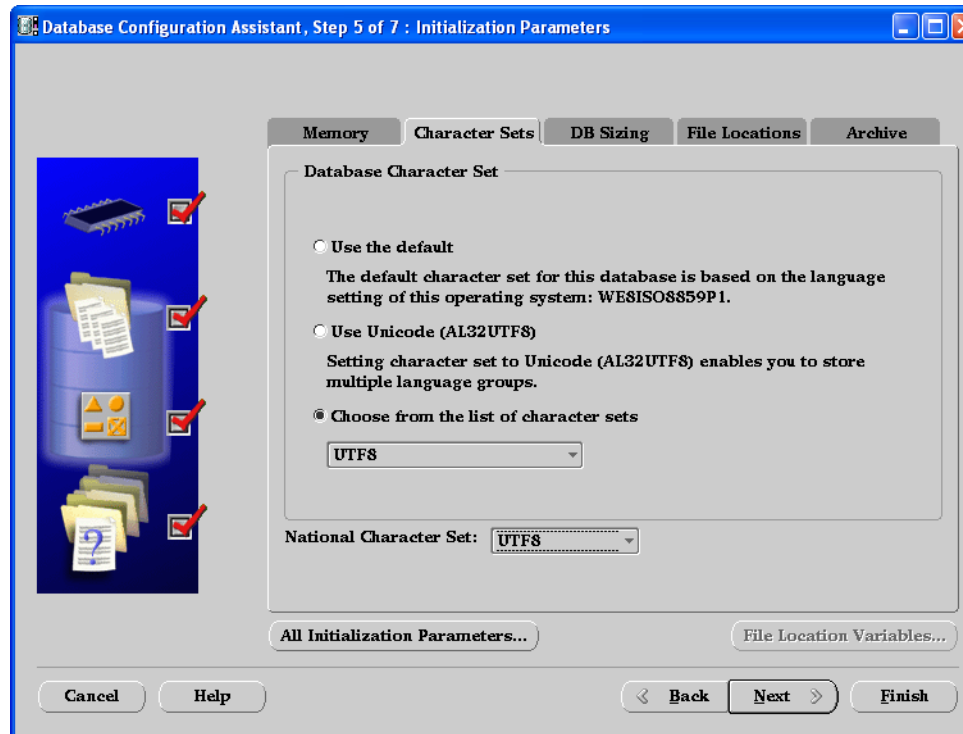 Database Configuration Assistant, Step 5 of 7 : Initialization Parameters
Memory Character Sets DB Sizing File Locations Archive
Database Character Set
Use the default
The default character set for this database is based on the language
setting of this operating system: WE8ISO8859P1.
Use Unicode (AL32UTF8)
Setting character set to Unicode (AL32UTF8) enables you to store
multiple language groups.
Choose from the list of character sets
UTF8
National Character Set: UTF8
?
All Initialization Parameters... File Location Variables...
Cancel Help Back Next Finish